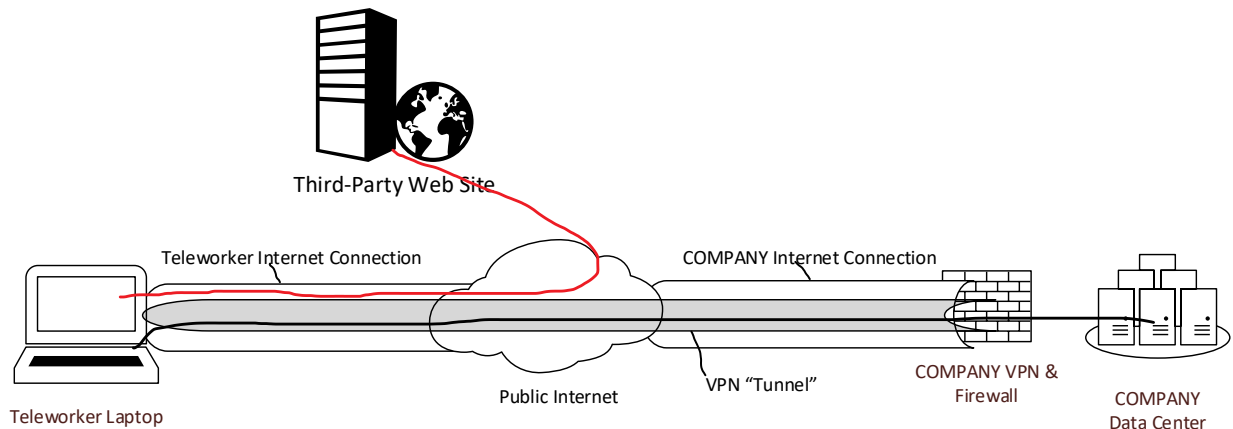 Third-Party Web Site
Teleworker Internet Connection
COMPANY Internet Connection
Public Internet
VPN “Tunnel”
COMPANY VPN &
Firewall
Teleworker Laptop
COMPANY
Data Center